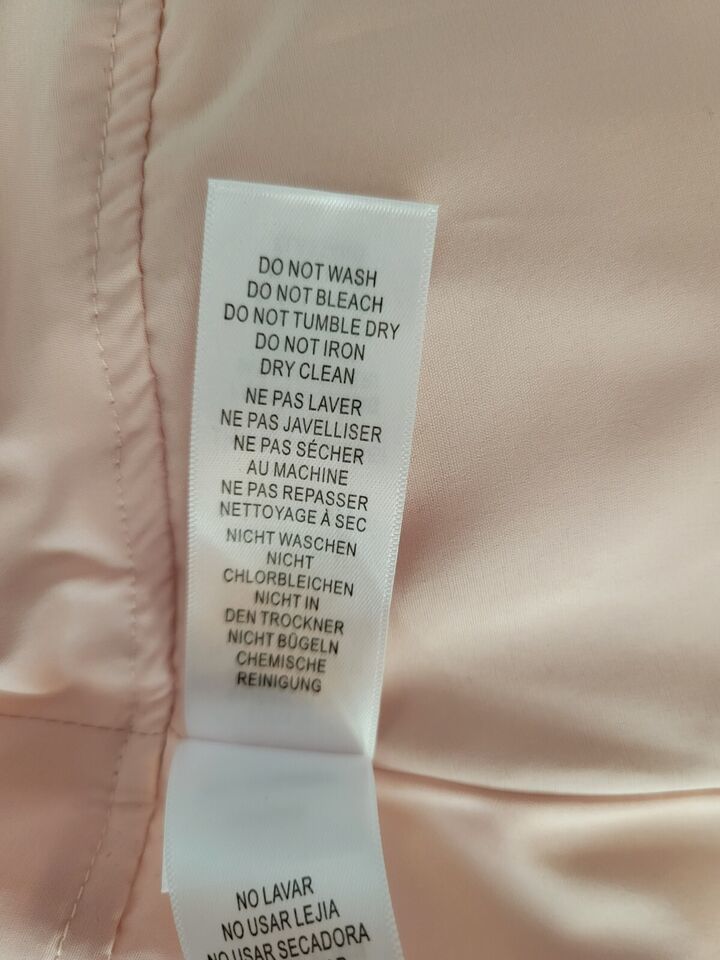 DO NOT WASH
DO NOT BLEACH
DO NOT TUMBLE DRY
DO NOT IRON
DRY CLEAN
NE PAS LAVER
NE PAS JAVELLISER
NE PAS SÉCHER
AU MACHINE
NE PAS REPASSER
NETTOYAGE À SEC
NICHT WASCHEN
NICHT
CHLORBLEICHEN
NICHT IN
DEN TROCKNER
NICHT BÜGELN
CHEMISCHE
REINIGUNG
NO LAVAR
NO USAR LEJIA
NO USAR SECADORA